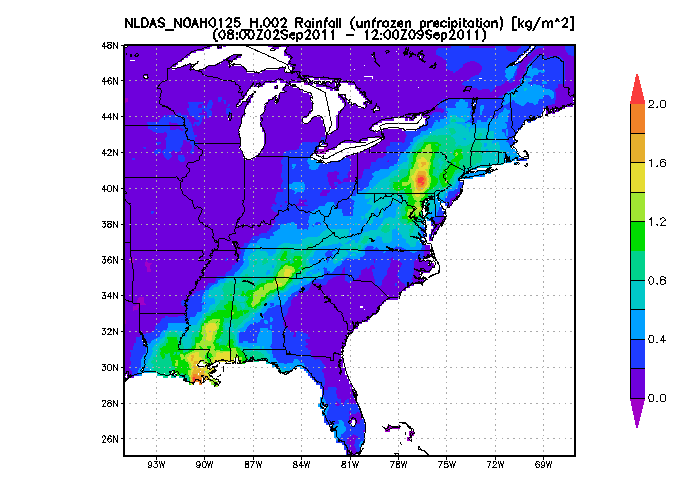 NLDAS_NOAH0125_H.002 Rainfall (unfrozen precipitation) [kg/m^2]
(08:00Z02Sep2011 – 12:00Z09Sep2011)
48N
46N
44N
42N
40N
38N
36N
34N
32N
30N
28N
26N
93W 90W 87W 84W 81W 78W 75W 72W 69W
2.0
1.6
1.2
0.8
0.4
0.0